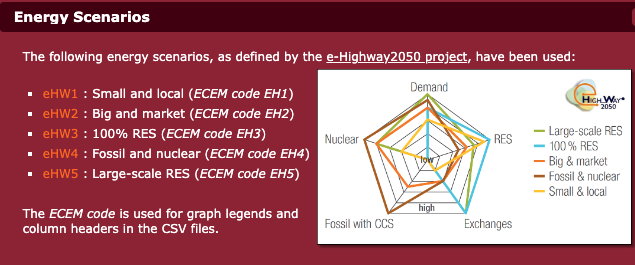 Energy Scenarios
The following energy scenarios, as defined by the e-Highway2050 project, have been used:
eHW1 : Small and local (ECEM code EH1)
eHW2 : Big and market (ECEM code EH2)
eHW3 : 100% RES (ECEM code EH3)
eHW4 : Fossil and nuclear (ECEM code EH4)
eHW5 : Large-scale RES (ECEM code EH5)
The ECEM code is used for graph legends and
column headers in the CSV files.
Demand
HIGHWAY
2050
Nuclear
RES
low
high
Fossil with CCS
Exchanges
Large-scale RES
100 % RES
Big & market
Fossil & nuclear
Small & local